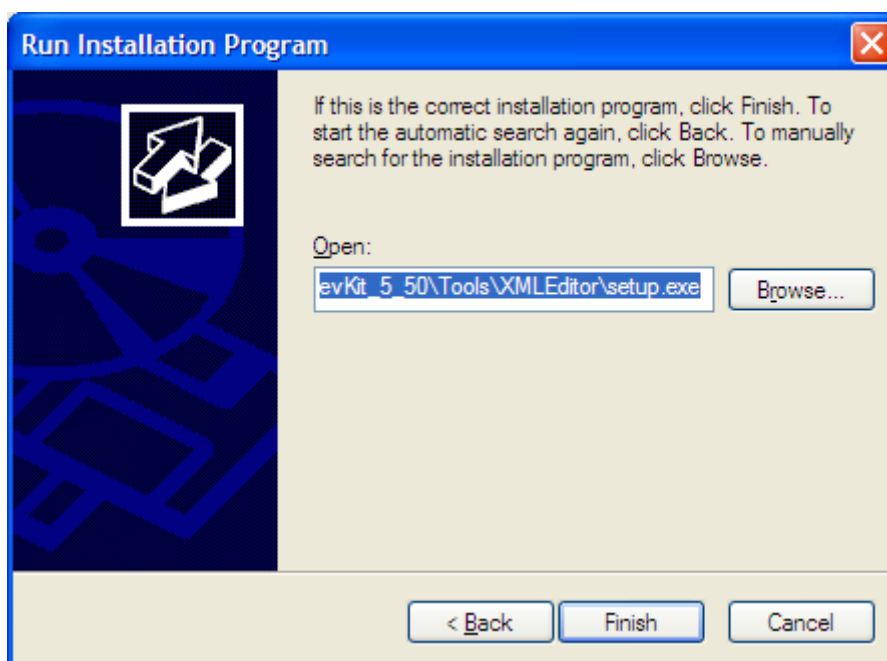 Run Installation Program
If this is the correct installation program, click Finish. To
start the automatic search again, click Back. To manually
search for the installation program, click Browse.
Open:
evKit_5_50\Tools\XMLEditor\setup.exe
Browse...
< Back
Finish
Cancel